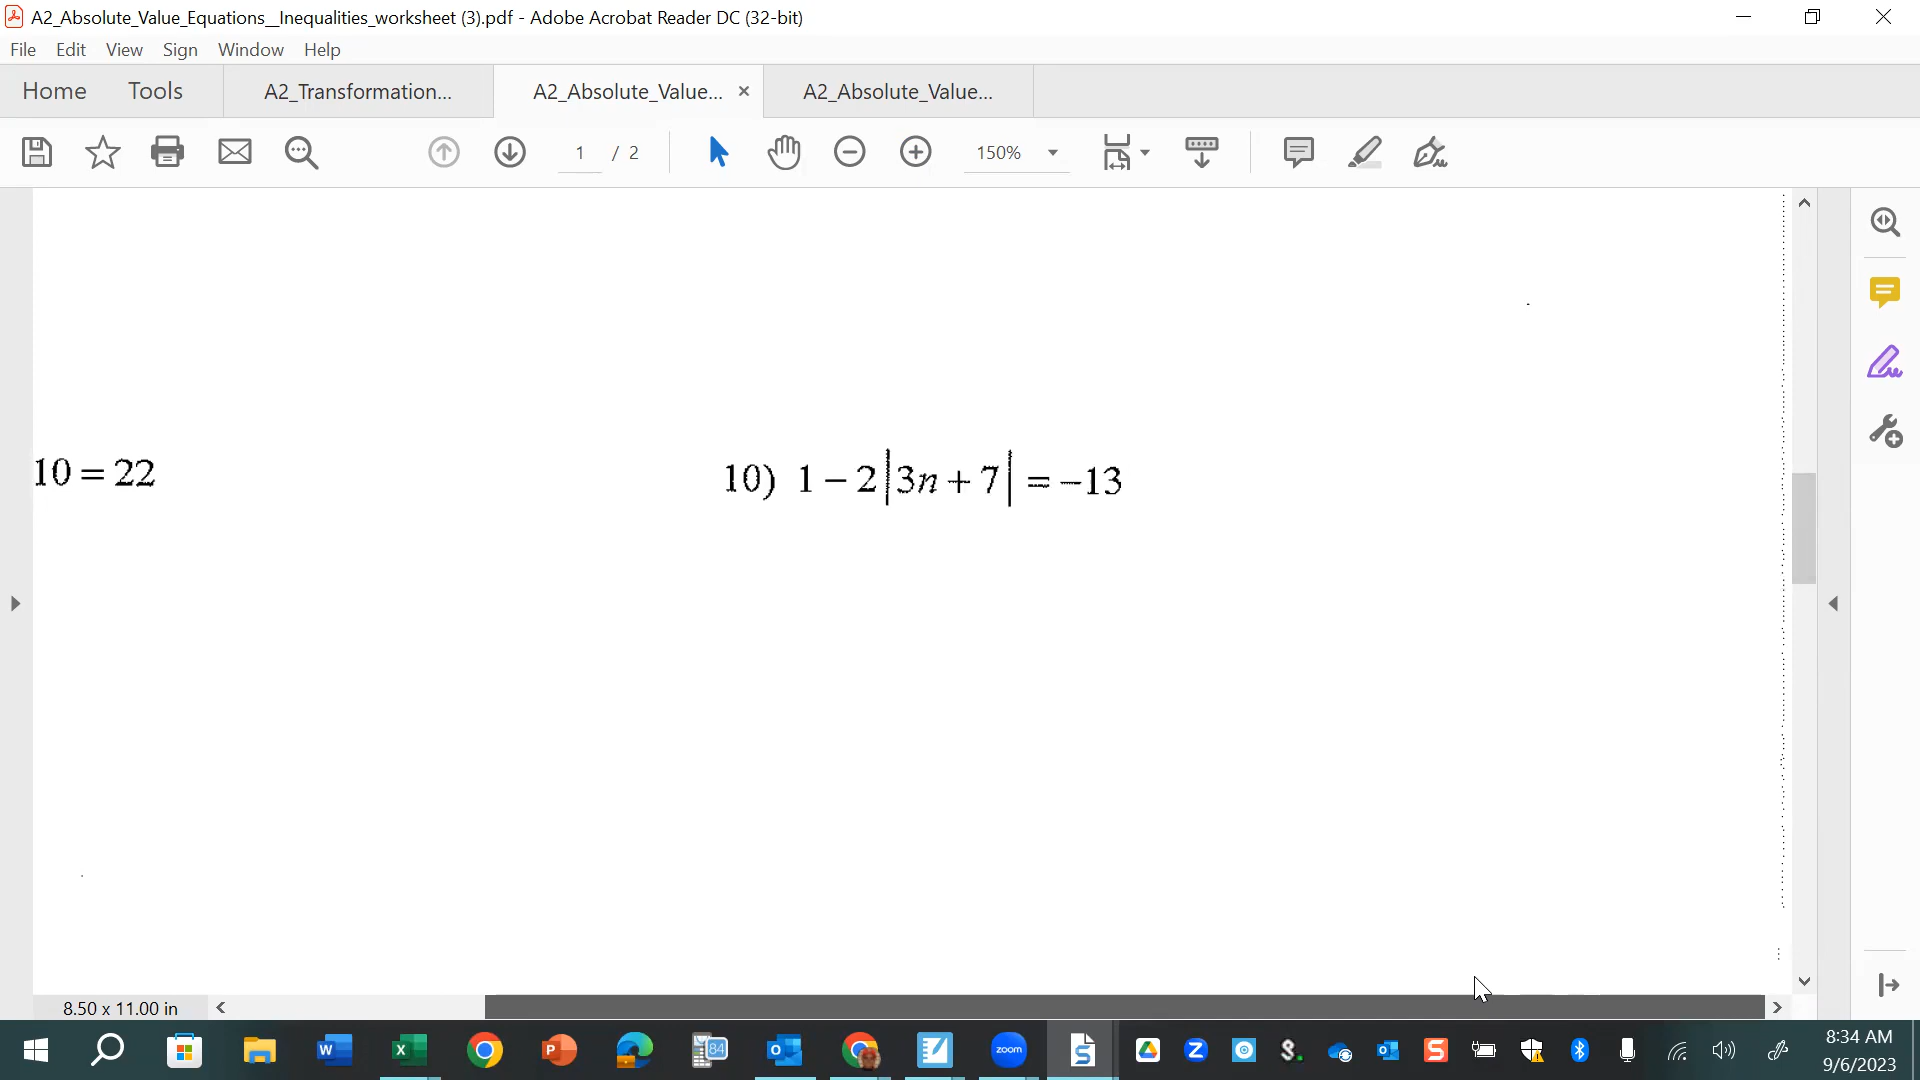 A2_Absolute_Value_Equations__Inequalities_worksheet (3).pdf - Adobe Acrobat Reader DC (32-bit)
File Edit View Sign Window Help
Home Tools A2_Transformation... A2_Absolute_Value... A2_Absolute_Value...
1 / 2 150%
10 = 22
10) 1 − 2|3n + 7| = −13
8.50 x 11.00 in
84
zoom
8:34 AM
9/6/2023